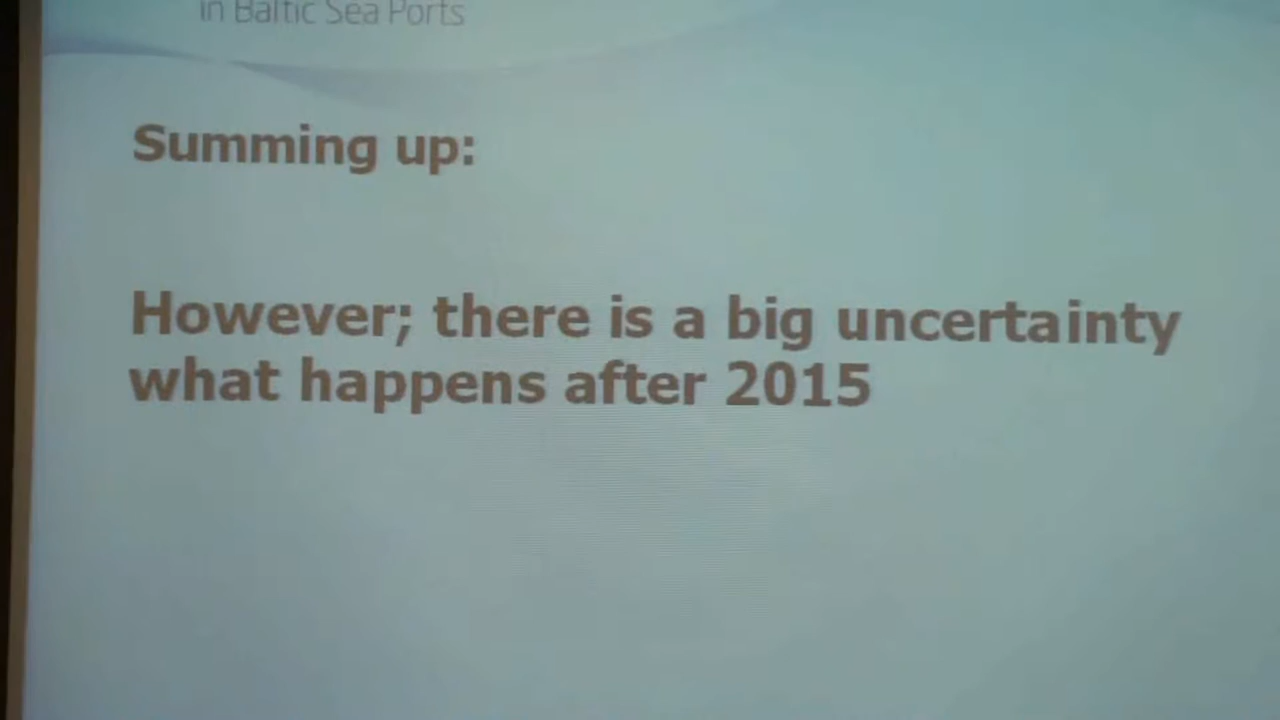 in Baltic Sea Ports
Summing up:
However; there is a big uncertainty
what happens after 2015